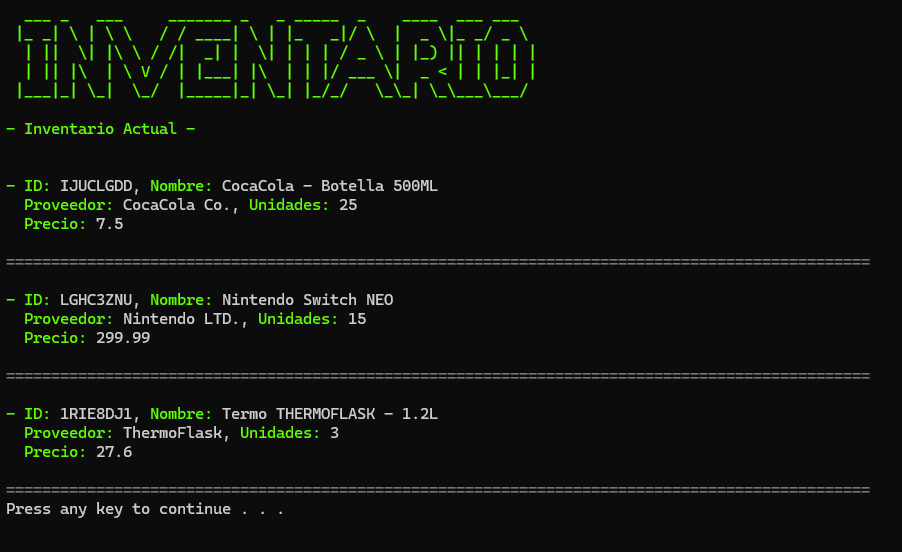 INVENTARIO
- Inventario Actual -
- ID: IJUCLGDD, Nombre: CocaCola - Botella 500ML
Proveedor: CocaCola Co., Unidades: 25
Precio: 7.5
================================================================================================
- ID: LGHC3ZNU, Nombre: Nintendo Switch NEO
Proveedor: Nintendo LTD., Unidades: 15
Precio: 299.99
================================================================================================
- ID: 1RIE8DJ1, Nombre: Termo THERMOFLASK - 1.2L
Proveedor: ThermoFlask, Unidades: 3
Precio: 27.6
================================================================================================
Press any key to continue . . .